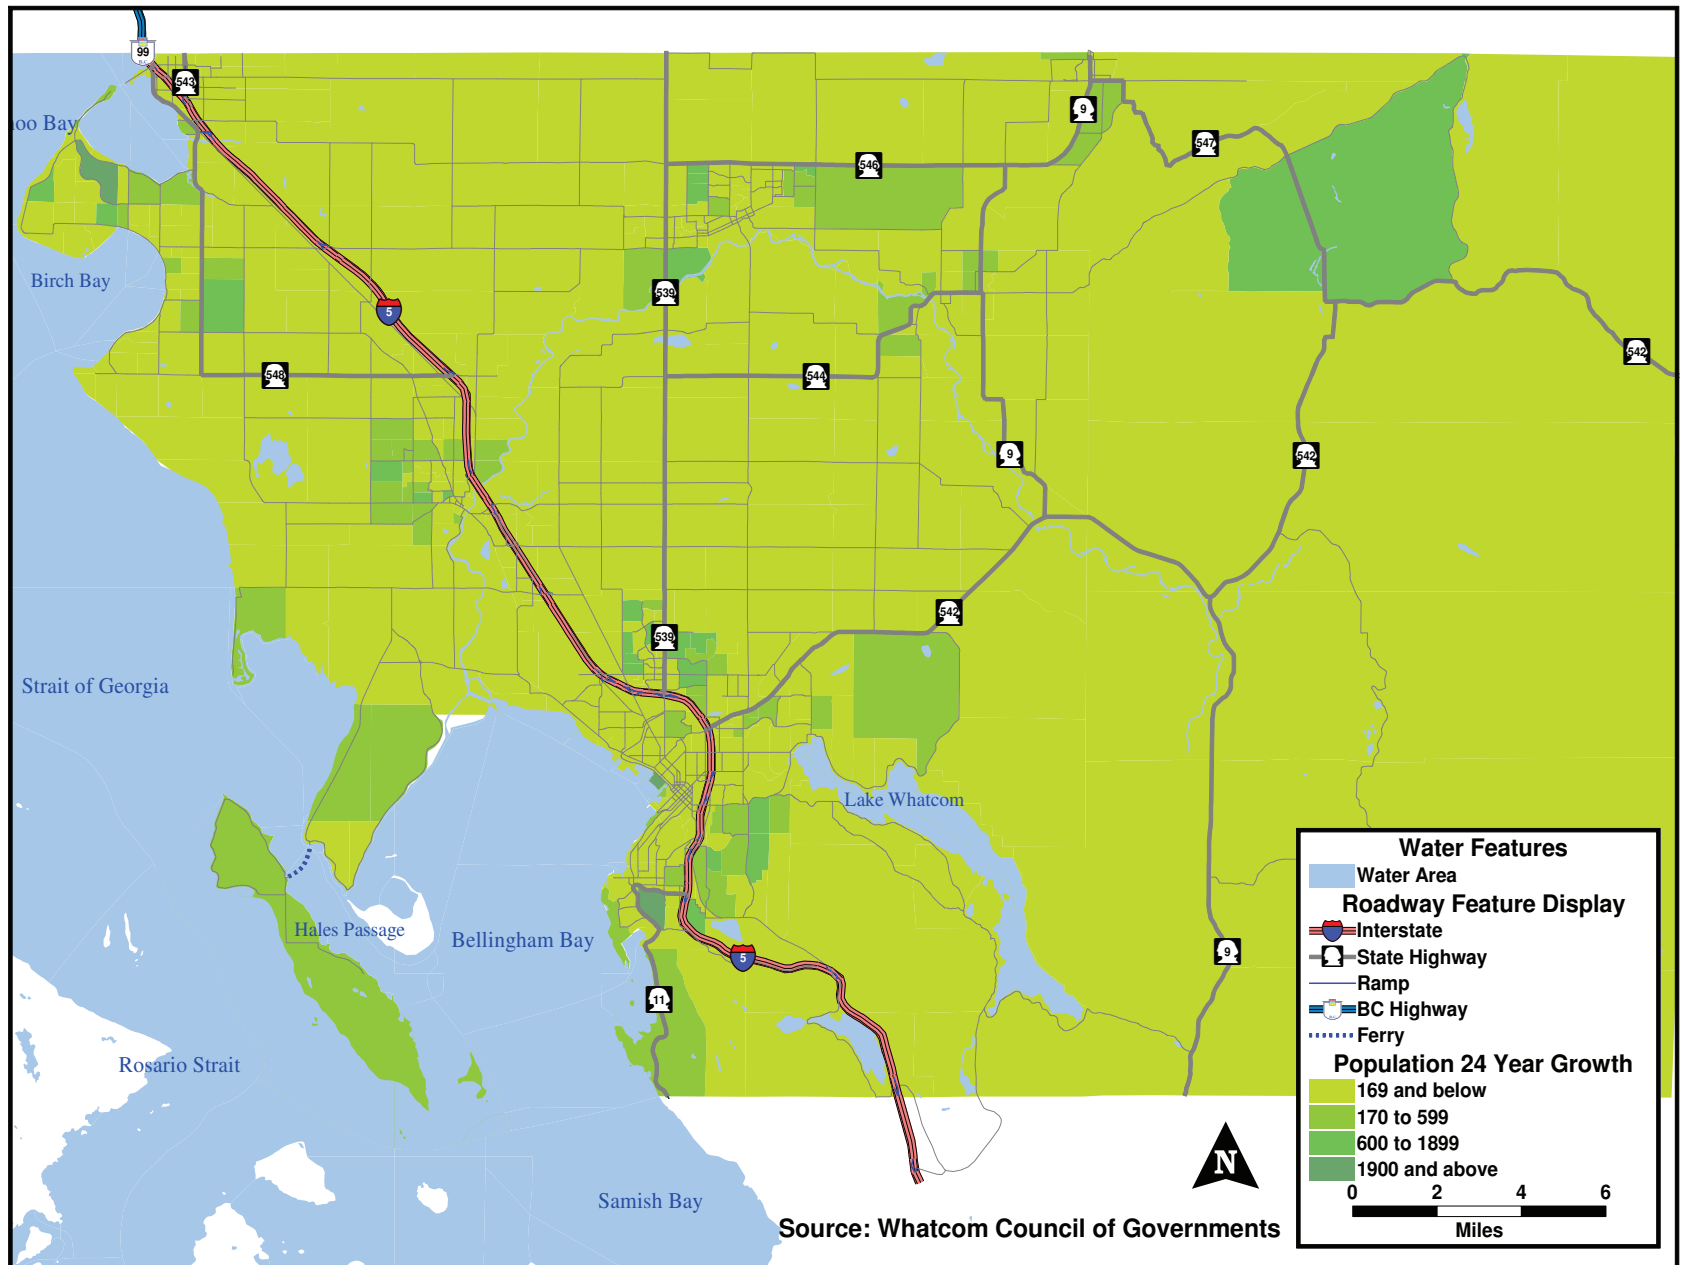 99
543
9
547
oo Bay
546
Birch Bay
539
5
542
548
544
9
542
542
539
Strait of Georgia
Lake Whatcom
Hales Passage
Bellingham Bay
5
9
11
Rosario Strait
Samish Bay
Water Features
Water Area
Roadway Feature Display
Interstate
State Highway
Ramp
BC Highway
Ferry
Population 24 Year Growth
169 and below
170 to 599
600 to 1899
1900 and above
0 2 4 6
Miles
N
Source: Whatcom Council of Governments